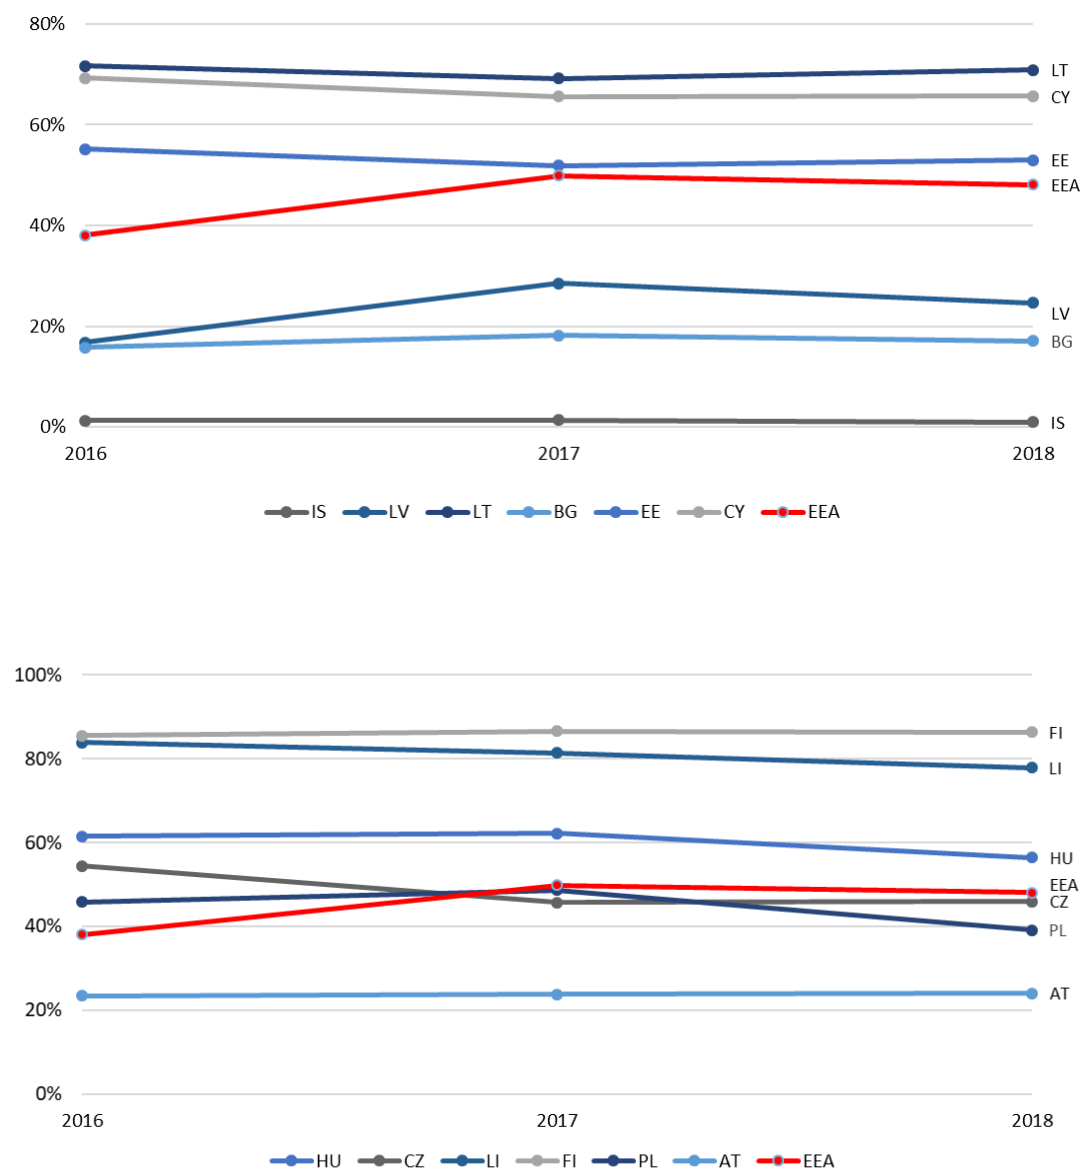 80%
LT
CY
60%
EE
EEA
40%
LV
20%
BG
0%
IS
2016 2017 2018
IS LV LT BG EE CY EEA
100%
FI
80%
LI
60%
HU
EEA
CZ
40%
PL
20%
AT
0%
2016 2017 2018
HU CZ LI FI PL AT EEA